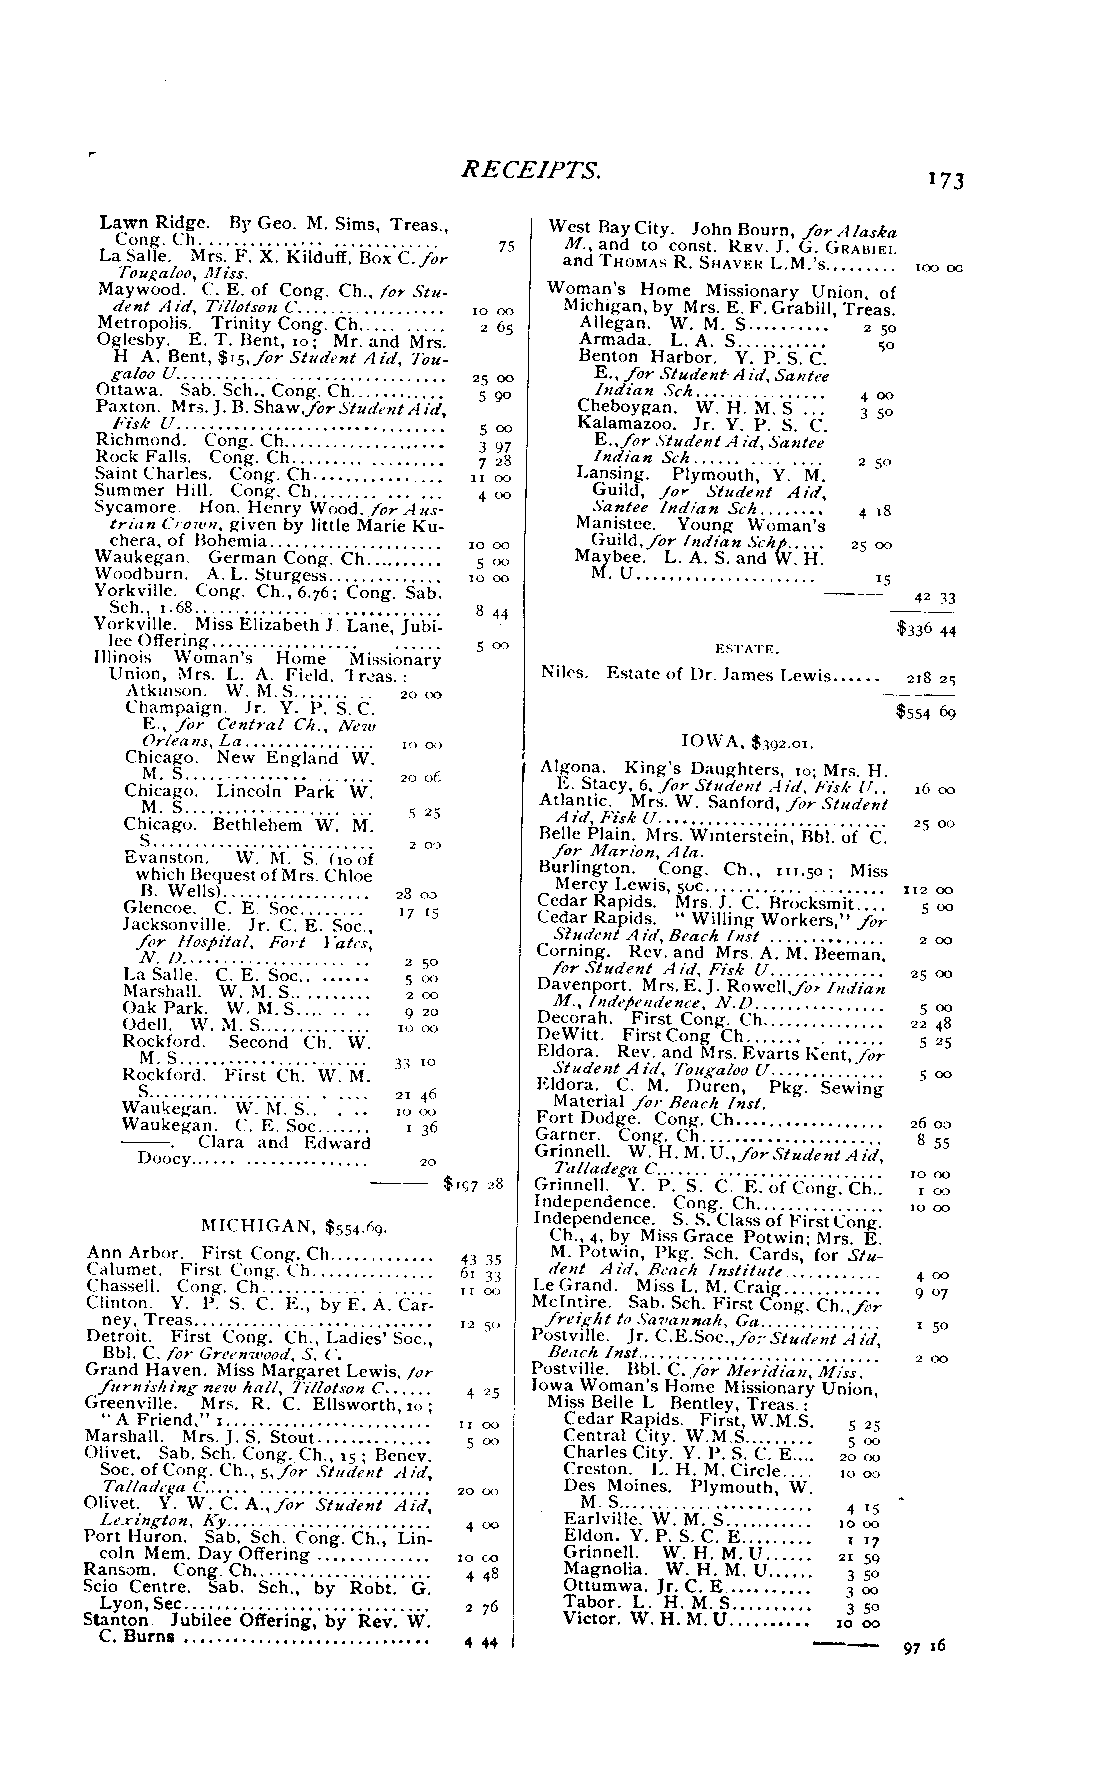 RECEIPTS.
173
Lawn Ridge. By Geo. M. Sims, Treas.,
Cong. Ch............................ 75
La Salle. Mrs. F. X. Kilduff, Box C. for
Tougaloo, Miss.
Maywood. C. E. of Cong. Ch., for Stu-
dent Aid, Tillotson C.................. 10 00
Metropolis. Trinity Cong. Ch........... 2 65
Oglesby. E. T. Bent, 10; Mr. and Mrs.
H A. Bent, $15, for Student Aid, Tou-
galoo U............................... 25 00
Ottawa. Sab. Sch., Cong. Ch........... 5 90
Paxton. Mrs. J. B. Shaw, for Student Aid,
Fisk U................................ 5 00
Richmond. Cong. Ch................... 3 97
Rock Falls. Cong. Ch.................. 7 28
Saint Charles. Cong. Ch................ 11 00
Summer Hill. Cong. Ch............... 4 00
Sycamore. Hon. Henry Wood, for Aus-
trian Crown, given by little Marie Ku-
chera, of Bohemia..................... 10 00
Waukegan. German Cong. Ch.......... 5 00
Woodburn. A. L. Sturgess.............. 10 00
Yorkville. Cong. Ch., 6.76; Cong. Sab.
Sch., 1.68............................. 8 44
Yorkville. Miss Elizabeth J. Lane, Jubi-
lee Offering........................... 5 00
Illinois Woman's Home Missionary
Union, Mrs. L. A. Field, Treas.:
Atkinson. W. M. S......... 20 00
Champaign. Jr. Y. P. S. C.
E., for Central Ch., New
Orleans, La................ 10 00
Chicago. New England W.
M. S....................... 20 06
Chicago. Lincoln Park W.
M. S....................... 5 25
Chicago. Bethlehem W. M.
S........................... 2 00
Evanston. W. M. S. (10 of
which Bequest of Mrs. Chloe
B. Wells).................. 28 00
Glencoe. C. E. Soc........ 17 15
Jacksonville. Jr. C. E. Soc.,
for Hospital, Fort Yates,
N. D....................... 2 50
La Salle. C. E. Soc........ 5 00
Marshall. W. M. S.......... 2 00
Oak Park. W. M. S......... 9 20
Odell. W. M. S............. 10 00
Rockford. Second Ch. W.
M. S....................... 33 10
Rockford. First Ch. W. M.
S........................... 21 46
Waukegan. W. M. S....... 10 00
Waukegan. C. E. Soc....... 1 36
——. Clara and Edward
Doocy..................... 20
—— $197 28
MICHIGAN, $554.69.
Ann Arbor. First Cong. Ch............. 43 35
Calumet. First Cong. Ch............... 61 33
Chassell. Cong. Ch..................... 11 00
Clinton. Y. P. S. C. E., by E. A. Car-
ney, Treas............................. 12 50
Detroit. First Cong. Ch., Ladies' Soc.,
Bbl. C. for Greenwood, S. C.
Grand Haven. Miss Margaret Lewis, for
furnishing new hall, Tillotson C...... 4 25
Greenville. Mrs. R. C. Ellsworth, 10;
"A Friend," 1......................... 11 00
Marshall. Mrs. J. S. Stout.............. 5 00
Olivet. Sab. Sch. Cong. Ch., 15; Benev.
Soc. of Cong. Ch., 5, for Student Aid,
Talladega C........................... 20 00
Olivet. Y. W. C. A., for Student Aid,
Lexington, Ky......................... 4 00
Port Huron. Sab. Sch. Cong. Ch., Lin-
coln Mem. Day Offering .............. 10 00
Ransom. Cong. Ch...................... 4 48
Scio Centre. Sab. Sch., by Robt. G.
Lyon, Sec.............................. 2 76
Stanton. Jubilee Offering, by Rev. W.
C. Burns .............................. 4 44
West Bay City. John Bourn, for Alaska
M., and to const. REV. J. G. GRABIEL
and THOMAS R. SHAVER L.M.'s......... 100 00
Woman's Home Missionary Union, of
Michigan, by Mrs. E. F. Grabill, Treas.
Allegan. W. M. S.......... 2 50
Armada. L. A. S........... 50
Benton Harbor. Y. P. S. C.
E., for Student Aid, Santee
Indian Sch................ 4 00
Cheboygan. W. H. M. S ... 3 50
Kalamazoo. Jr. Y. P. S. C.
E., for Student Aid, Santee
Indian Sch................ 2 50
Lansing. Plymouth, Y. M.
Guild, for Student Aid,
Santee Indian Sch........ 4 18
Manistee. Young Woman's
Guild, for Indian Schp..... 25 00
Maybee. L. A. S. and W. H.
M. U...................... 15
—— 42 33
$336 44
ESTATE.
Niles. Estate of Dr. James Lewis...... 218 25
$554 69
IOWA, $392.01.
Algona. King's Daughters, 10; Mrs. H.
E. Stacy, 6, for Student Aid, Fisk U.. 16 00
Atlantic. Mrs. W. Sanford, for Student
Aid, Fisk U........................... 25 00
Belle Plain. Mrs. Winterstein, Bbl. of C.
for Marion, Ala.
Burlington. Cong. Ch., 111.50; Miss
Mercy Lewis, 50c...................... 112 00
Cedar Rapids. Mrs. J. C. Brocksmit.... 5 00
Cedar Rapids. "Willing Workers," for
Student Aid, Beach Inst .............. 2 00
Corning. Rev. and Mrs. A. M. Beeman,
for Student Aid, Fisk U.............. 25 00
Davenport. Mrs. E. J. Rowell, for Indian
M., Independence, N. D................ 5 00
Decorah. First Cong. Ch............... 22 48
DeWitt. First Cong Ch................ 5 25
Eldora. Rev. and Mrs. Evarts Kent, for
Student Aid, Tougaloo U.............. 5 00
Eldora. C. M. Duren, Pkg. Sewing
Material for Beach Inst.
Fort Dodge. Cong. Ch.................. 26 00
Garner. Cong. Ch...................... 8 55
Grinnell. W. H. M. U., for Student Aid,
Talladega C........................... 10 00
Grinnell. Y. P. S. C. E. of Cong. Ch.. 1 00
Independence. Cong. Ch................ 10 00
Independence. S. S. Class of First Cong.
Ch., 4, by Miss Grace Potwin; Mrs. E.
M. Potwin, Pkg. Sch. Cards, for Stu-
dent Aid, Beach Institute............ 4 00
Le Grand. Miss L. M. Craig............ 9 07
McIntire. Sab. Sch. First Cong. Ch., for
freight to Savannah, Ga............... 1 50
Postville. Jr. C.E.Soc., for Student Aid,
Beach Inst............................. 2 00
Postville. Bbl. C. for Meridian, Miss.
Iowa Woman's Home Missionary Union,
Miss Belle L. Bentley, Treas.:
Cedar Rapids. First, W.M.S. 5 25
Central City. W.M.S......... 5 00
Charles City. Y. P. S. C. E.... 20 00
Creston. L. H. M. Circle.... 10 00
Des Moines. Plymouth, W.
M. S....................... 4 15
Earlville. W. M. S........... 10 00
Eldon. Y. P. S. C. E......... 1 17
Grinnell. W. H. M. U...... 21 59
Magnolia. W. H. M. U...... 3 50
Ottumwa. Jr. C. E........... 3 00
Tabor. L. H. M. S.......... 3 50
Victor. W. H. M. U.......... 10 00
—— 97 16